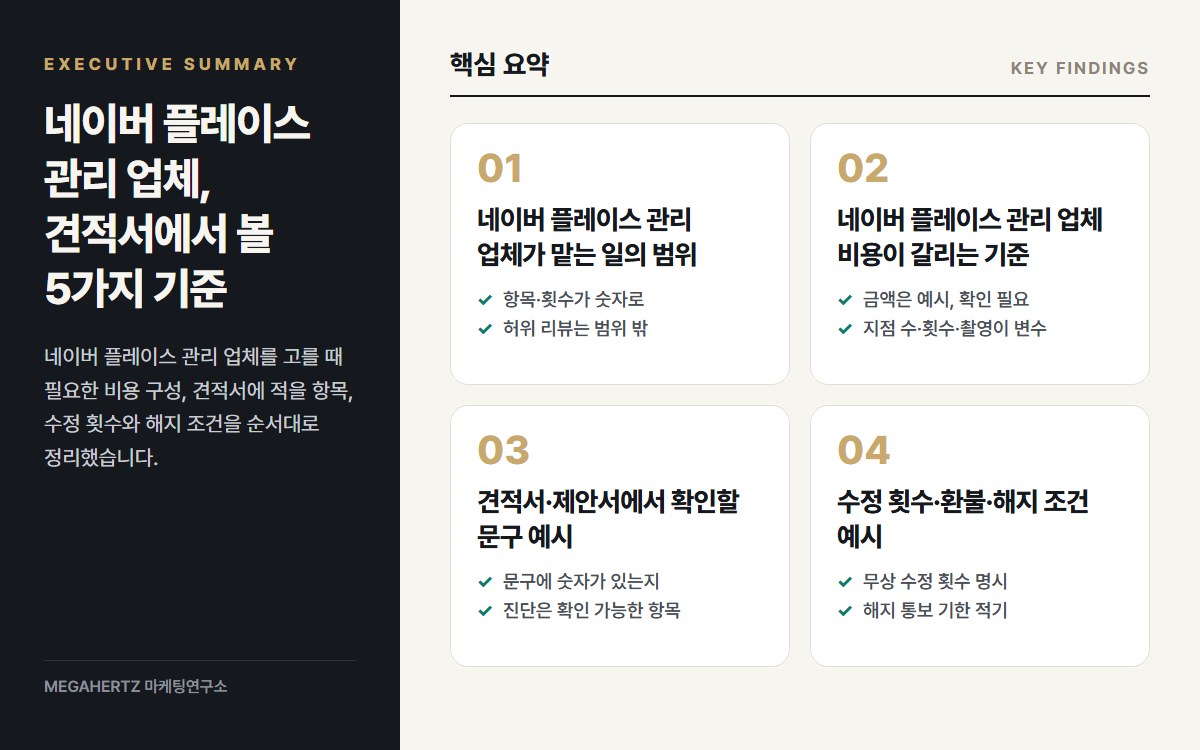 EXECUTIVE SUMMARY
네이버 플레이스
관리 업체,
견적서에서 볼
5가지 기준
네이버 플레이스 관리 업체를 고를 때
필요한 비용 구성, 견적서에 적을 항목,
수정 횟수와 해지 조건을 순서대로
정리했습니다.
MEGAHERTZ 마케팅연구소
핵심 요약
KEY FINDINGS
01
네이버 플레이스 관리
업체가 맡는 일의 범위
항목·횟수가 숫자로
허위 리뷰는 범위 밖
02
네이버 플레이스 관리 업체
비용이 갈리는 기준
금액은 예시, 확인 필요
지점 수·횟수·촬영이 변수
03
견적서·제안서에서 확인할
문구 예시
문구에 숫자가 있는지
진단은 확인 가능한 항목
04
수정 횟수·환불·해지 조건
예시
무상 수정 횟수 명시
해지 통보 기한 적기